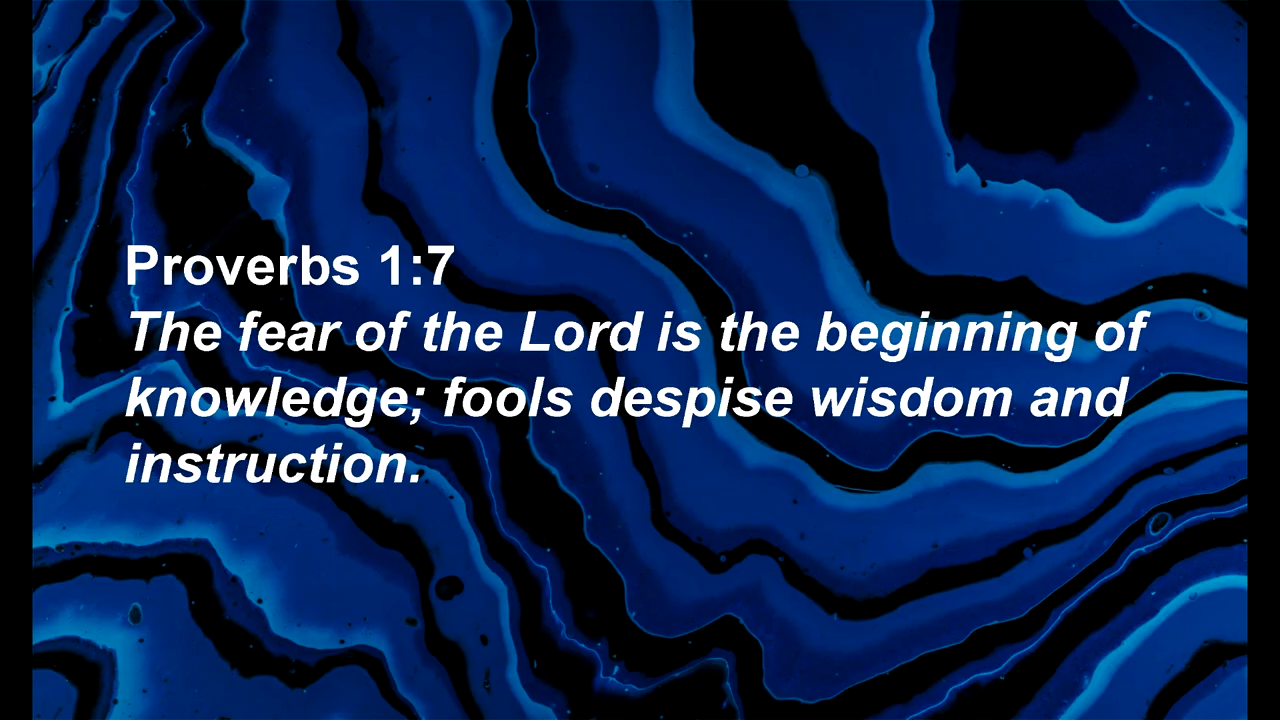 Proverbs 1:7
The fear of the Lord is the beginning of
knowledge; fools despise wisdom and
instruction.